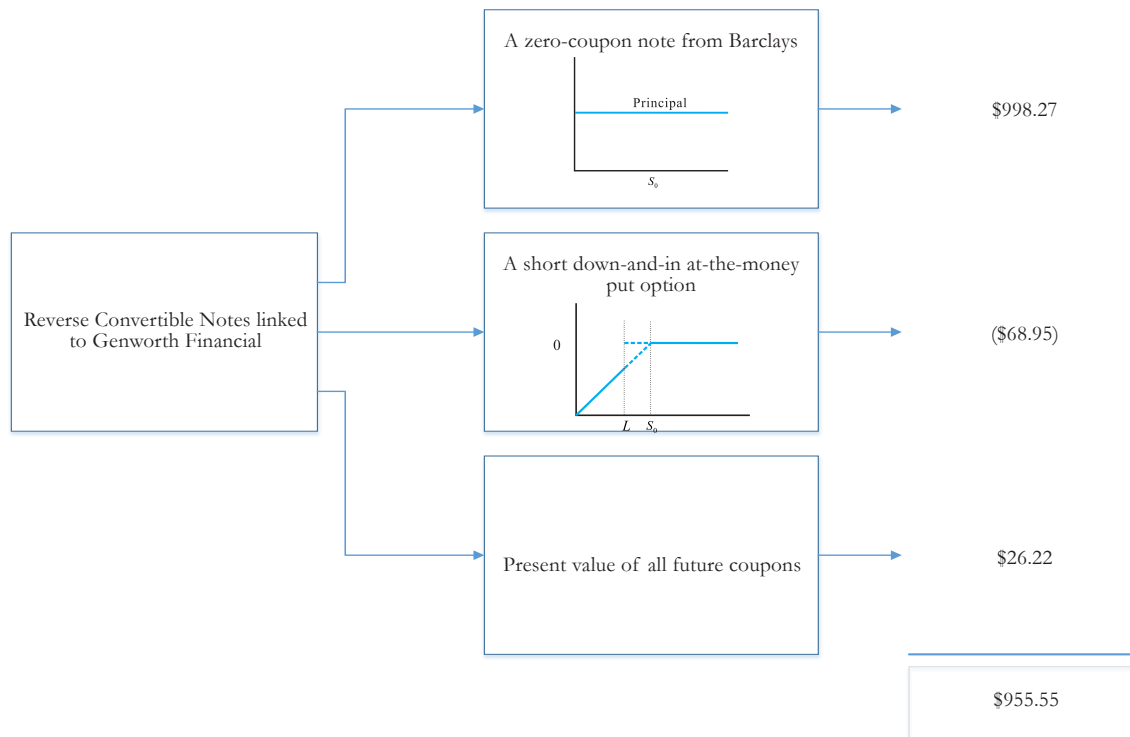 A zero-coupon note from Barclays
Principal
S₀
$998.27
Reverse Convertible Notes linked
to Genworth Financial
A short down-and-in at-the-money
put option
0
L S₀
($68.95)
Present value of all future coupons
$26.22
$955.55